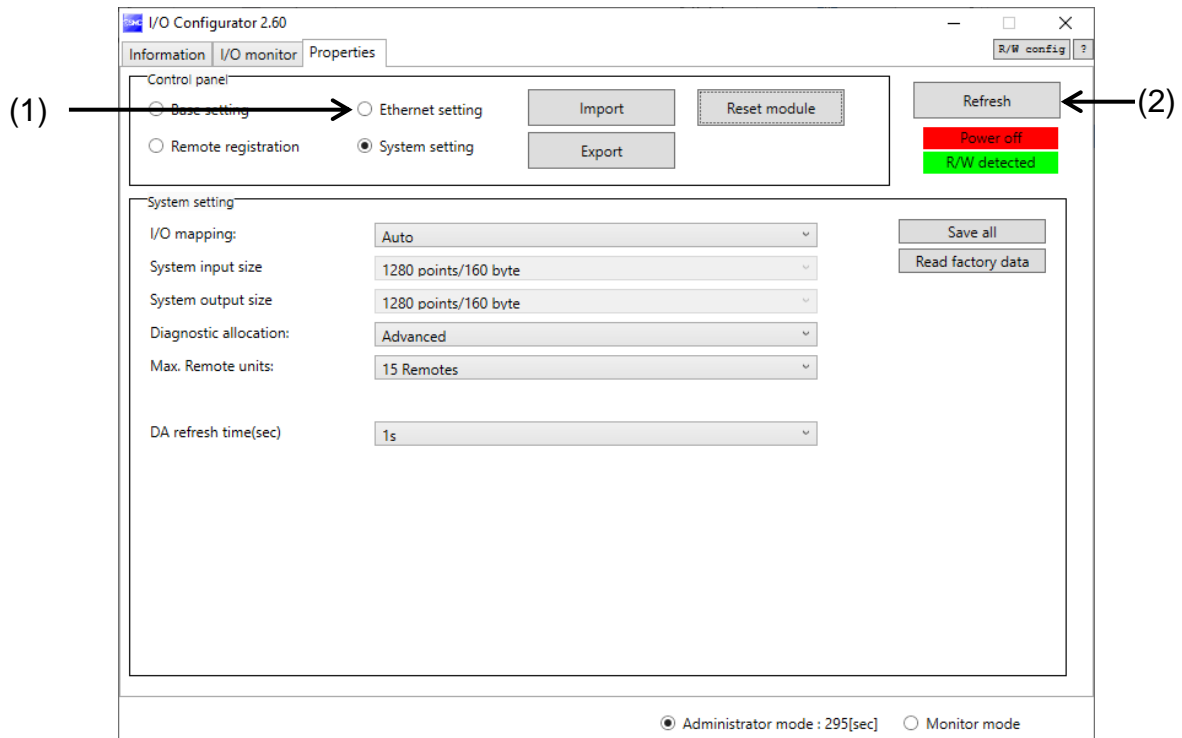 SMC I/O Configurator 2.60
Information I/O monitor Properties R/W config ?
Control panel
(1) Base setting Ethernet setting Import Reset module Refresh (2)
Power off
Remote registration System setting Export R/W detected
System setting
I/O mapping: Auto Save all
System input size 1280 points/160 byte Read factory data
System output size 1280 points/160 byte
Diagnostic allocation: Advanced
Max. Remote units: 15 Remotes
DA refresh time(sec) 1s
Administrator mode : 295[sec] Monitor mode